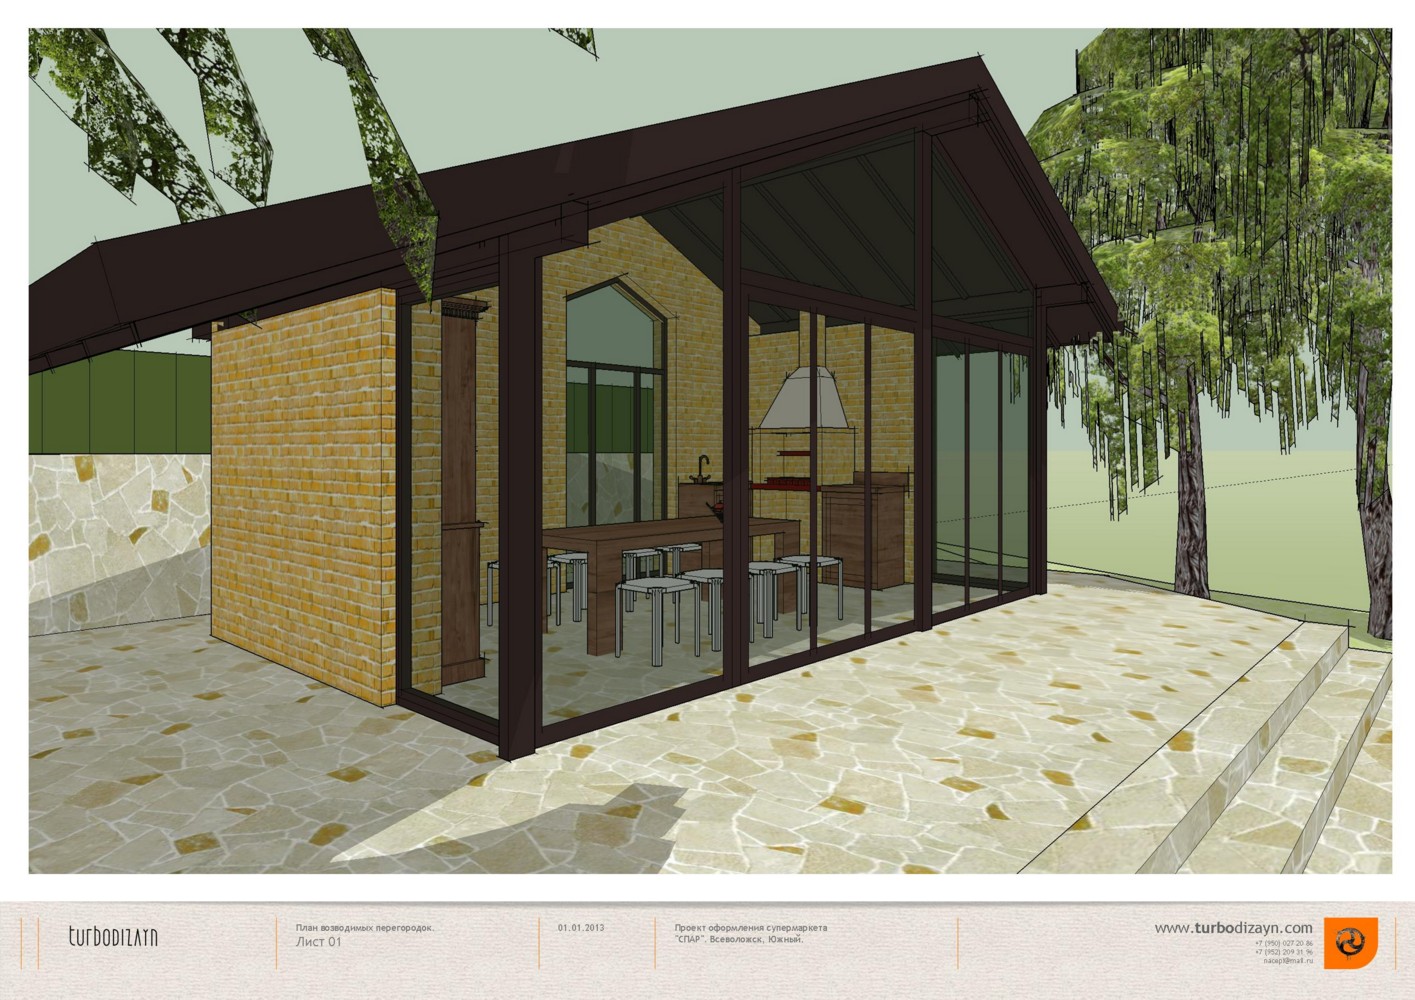 turbodizayn
План возводимых перегородок.
Лист 01
01.01.2013
Проект оформлення супермаркета
"СПАР". Всеволожск, Южный.
www.turbodizayn.com
+7 (950) 027 20 86
+7 (952) 209 31 96